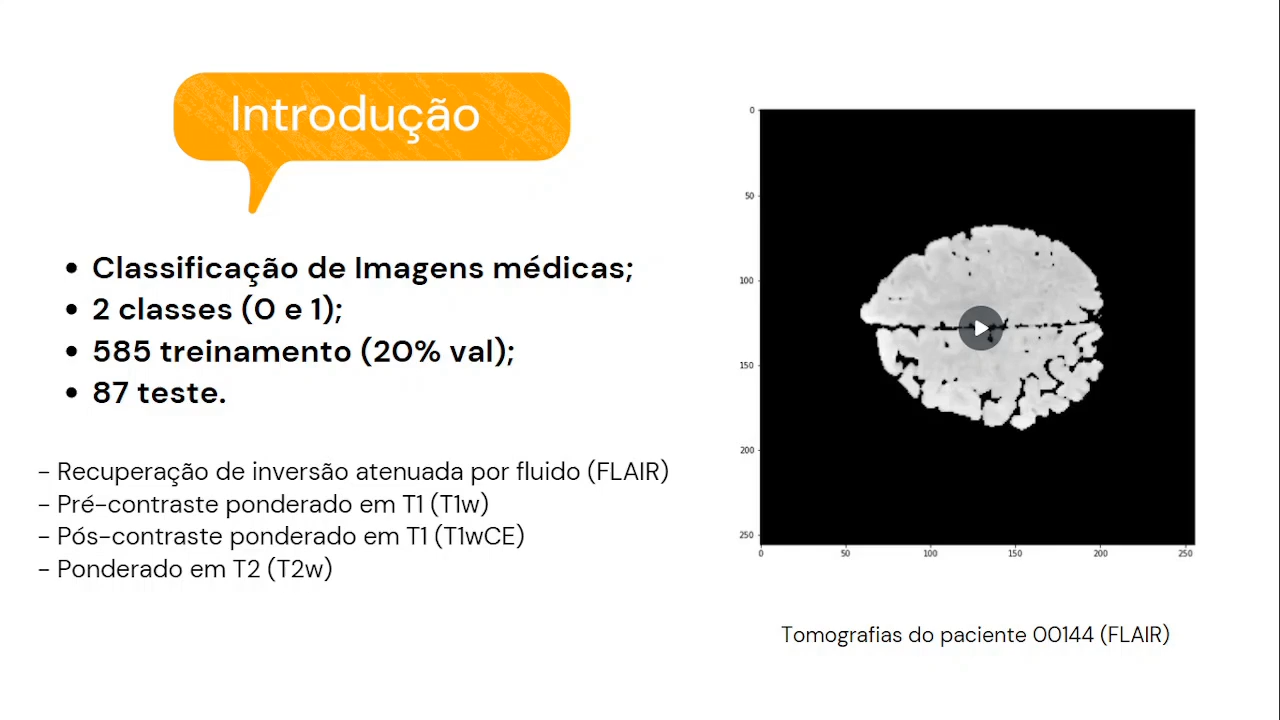 Introdução
• Classificação de Imagens médicas;
• 2 classes (0 e 1);
• 585 treinamento (20% val);
• 87 teste.
- Recuperação de inversão atenuada por fluido (FLAIR)
- Pré-contraste ponderado em T1 (T1w)
- Pós-contraste ponderado em T1 (T1wCE)
- Ponderado em T2 (T2w)
0
50
100
150
200
250
0 50 100 150 200 250
Tomografias do paciente 00144 (FLAIR)